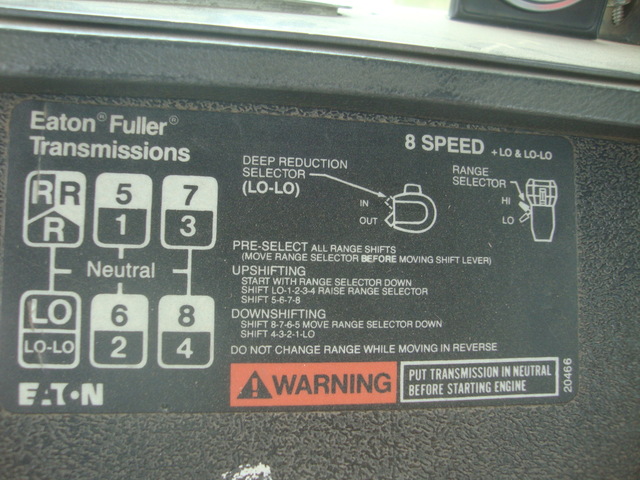 Eaton® Fuller®
Transmissions
8 SPEED + LO & LO-LO
DEEP REDUCTION
SELECTOR
(LO-LO)
IN
OUT
RANGE
SELECTOR
HI
LO
R R 5 7
R 1 3
Neutral
LO 6 8
LO-LO 2 4
PRE-SELECT ALL RANGE SHIFTS
(MOVE RANGE SELECTOR BEFORE MOVING SHIFT LEVER)
UPSHIFTING
START WITH RANGE SELECTOR DOWN
SHIFT LO-1-2-3-4 RAISE RANGE SELECTOR
SHIFT 5-6-7-8
DOWNSHIFTING
SHIFT 8-7-6-5 MOVE RANGE SELECTOR DOWN
SHIFT 4-3-2-1-LO
DO NOT CHANGE RANGE WHILE MOVING IN REVERSE
EATON
WARNING
PUT TRANSMISSION IN NEUTRAL
BEFORE STARTING ENGINE
20466